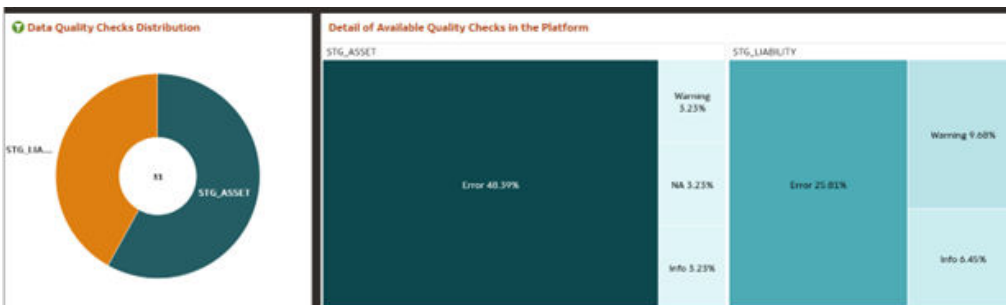 Data Quality Checks Distribution
STG_LIA...
31
STG_ASSET
Detail of Available Quality Checks in the Platform
STG_ASSET
Error 48.39%
Warning
3.23%
NA 3.23%
Info 3.23%
STG_LIABILITY
Error 25.81%
Warning 9.68%
Info 6.45%